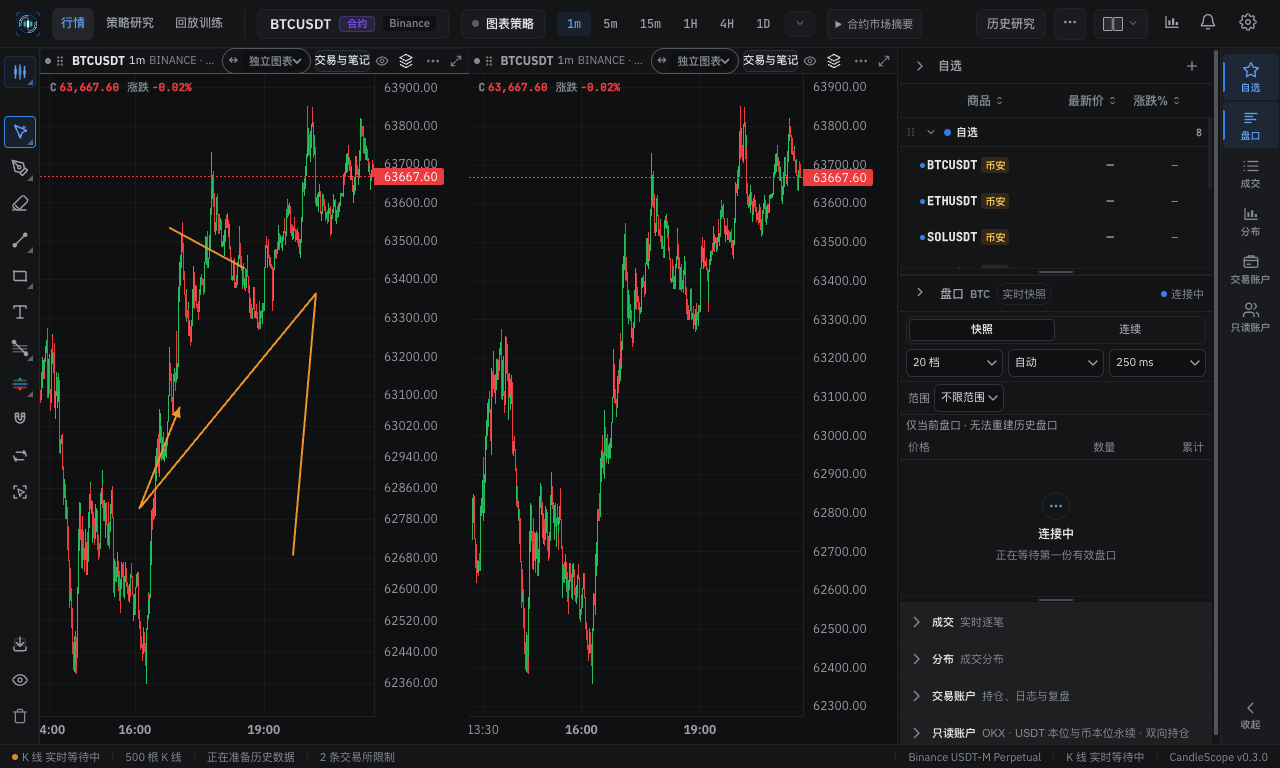 行情 策略研究 回放训练 BTCUSDT 合约 Binance 图表策略 1m 5m 15m 1H 4H 1D 合约市场摘要 历史研究
BTCUSDT 1m BINANCE · ... 独立图表 交易与笔记
C 63,667.60 涨跌 -0.02%
63900.00
63800.00
63700.00
63667.60
63600.00
63500.00
63400.00
63300.00
63200.00
63100.00
63020.00
62940.00
62860.00
62780.00
62680.00
62600.00
62520.00
62440.00
62360.00
4:00 16:00 19:00
BTCUSDT 1m BINANCE · ... 独立图表 交易与笔记
C 63,667.60 涨跌 -0.02%
63900.00
63800.00
63700.00
63667.60
63600.00
63500.00
63400.00
63300.00
63200.00
63100.00
63000.00
62900.00
62800.00
62700.00
62600.00
62500.00
62400.00
62300.00
13:30 16:00 19:00
自选
商品 最新价 涨跌%
自选 8
BTCUSDT 币安 — —
ETHUSDT 币安 — —
SOLUSDT 币安 — —
盘口 BTC 实时快照 连接中
快照 连续
20 档 自动 250 ms
范围 不限范围
仅当前盘口 · 无法重建历史盘口
价格 数量 累计
连接中
正在等待第一份有效盘口
成交 实时逐笔
分布 成交分布
交易账户 持仓、日志与复盘
只读账户 OKX · USDT 本位与币本位永续 · 双向持仓
自选
盘口
成交
分布
交易账户
只读账户
收起
K 线 实时等待中 500 根 K 线 正在准备历史数据 2 条交易所限制 Binance USDT-M Perpetual K 线 实时等待中 CandleScope v0.3.0